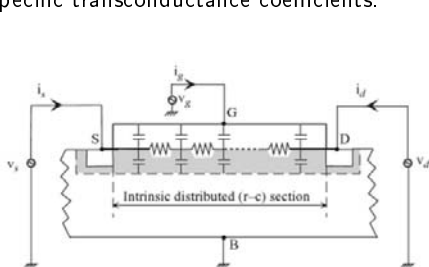 pecific transconductance coefficients.
i_g
i_s
v_g
i_d
G
S
D
v_s
v_d
Intrinsic distributed (r–c) section
B